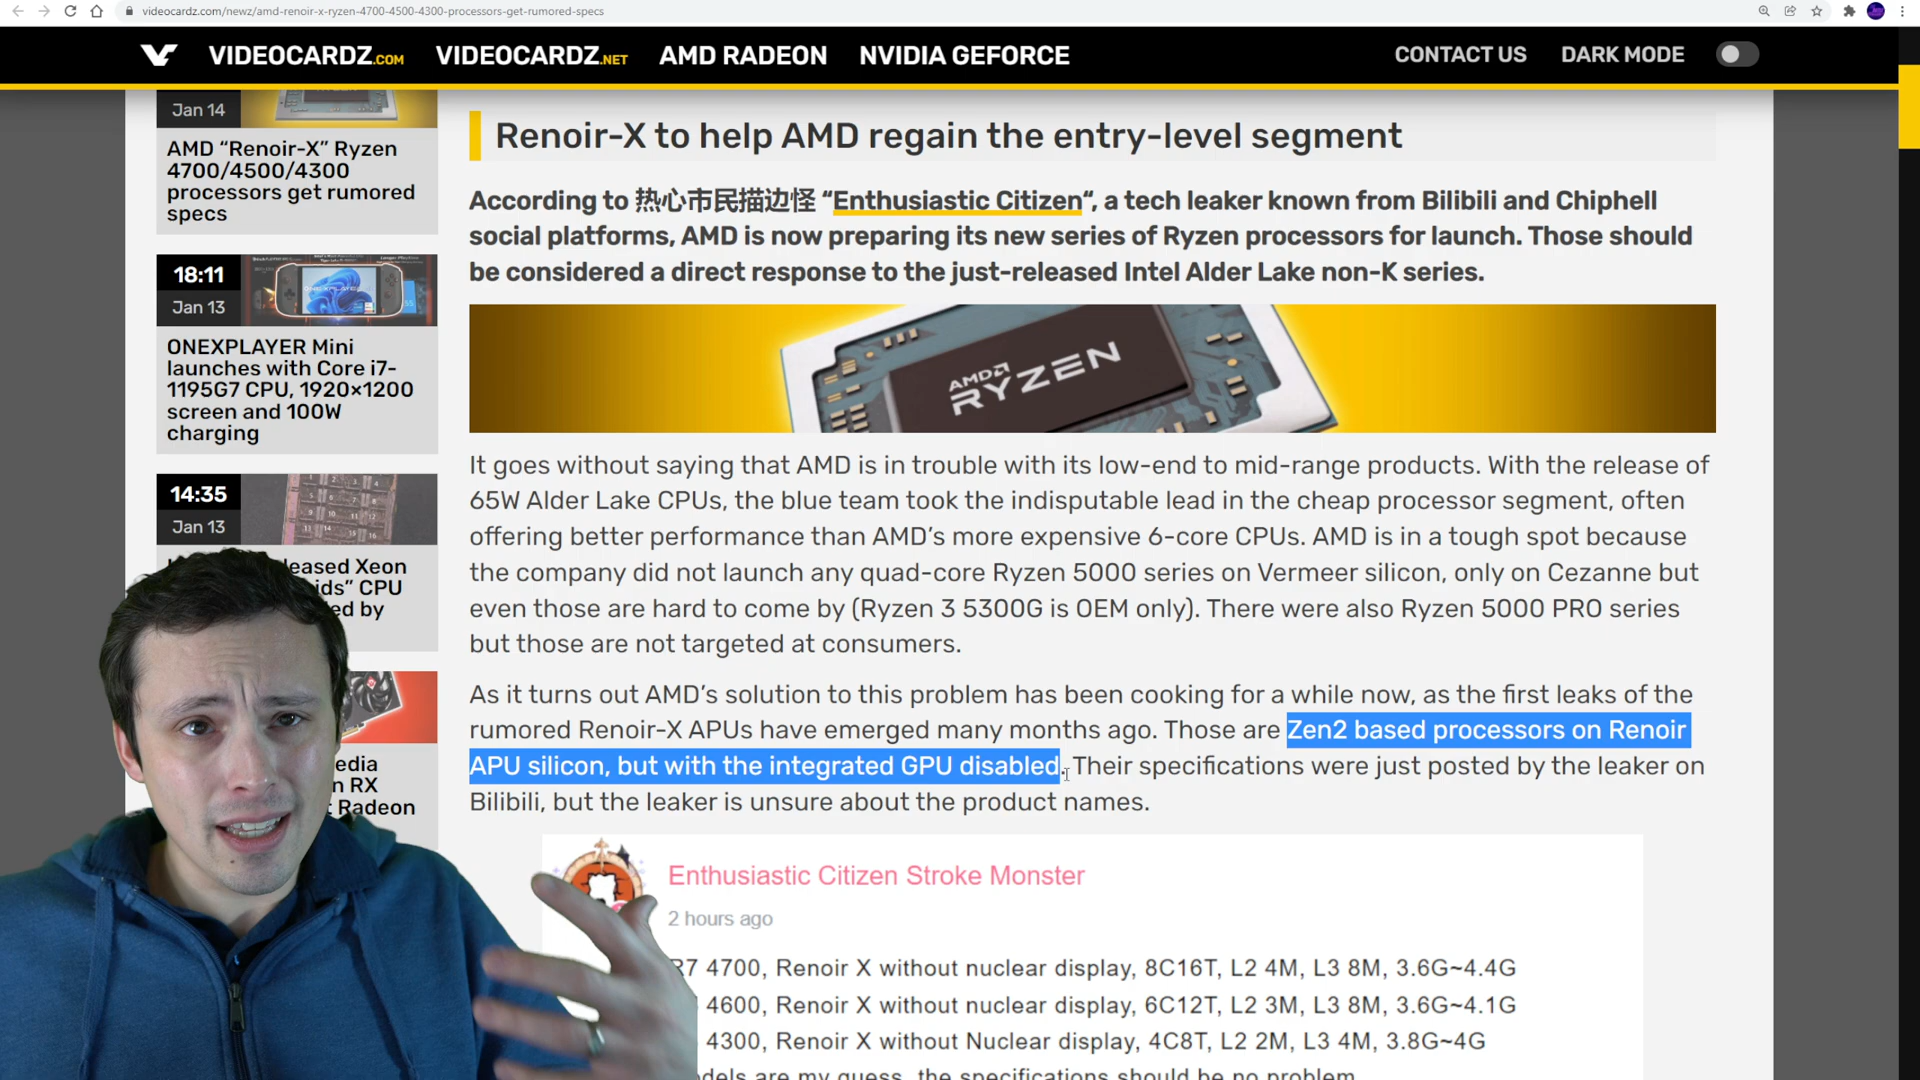 videocardz.com/newz/amd-renoir-x-ryzen-4700-4500-4300-processors-get-rumored-specs
VIDEOCARDZ.COM
VIDEOCARDZ.NET
AMD RADEON
NVIDIA GEFORCE
CONTACT US
DARK MODE
Jan 14
AMD “Renoir-X” Ryzen
4700/4500/4300
processors get rumored
specs
18:11
Jan 13
ONEXPLAYER Mini
launches with Core i7-
1195G7 CPU, 1920×1200
screen and 100W
charging
14:35
Jan 13
eased Xeon
ids” CPU
ed by
edia
n RX
t Radeon
Renoir-X to help AMD regain the entry-level segment
According to 热心市民描边怪 “Enthusiastic Citizen“, a tech leaker known from Bilibili and Chiphell
social platforms, AMD is now preparing its new series of Ryzen processors for launch. Those should
be considered a direct response to the just-released Intel Alder Lake non-K series.
AMD
RYZEN
It goes without saying that AMD is in trouble with its low-end to mid-range products. With the release of
65W Alder Lake CPUs, the blue team took the indisputable lead in the cheap processor segment, often
offering better performance than AMD’s more expensive 6-core CPUs. AMD is in a tough spot because
the company did not launch any quad-core Ryzen 5000 series on Vermeer silicon, only on Cezanne but
even those are hard to come by (Ryzen 3 5300G is OEM only). There were also Ryzen 5000 PRO series
but those are not targeted at consumers.
As it turns out AMD’s solution to this problem has been cooking for a while now, as the first leaks of the
rumored Renoir-X APUs have emerged many months ago. Those are Zen2 based processors on Renoir
APU silicon, but with the integrated GPU disabled. Their specifications were just posted by the leaker on
Bilibili, but the leaker is unsure about the product names.
Enthusiastic Citizen Stroke Monster
2 hours ago
R7 4700, Renoir X without nuclear display, 8C16T, L2 4M, L3 8M, 3.6G~4.4G
4600, Renoir X without nuclear display, 6C12T, L2 3M, L3 8M, 3.6G~4.1G
4300, Renoir X without Nuclear display, 4C8T, L2 2M, L3 4M, 3.8G~4G
dels are my guess, the specifications should be no problem